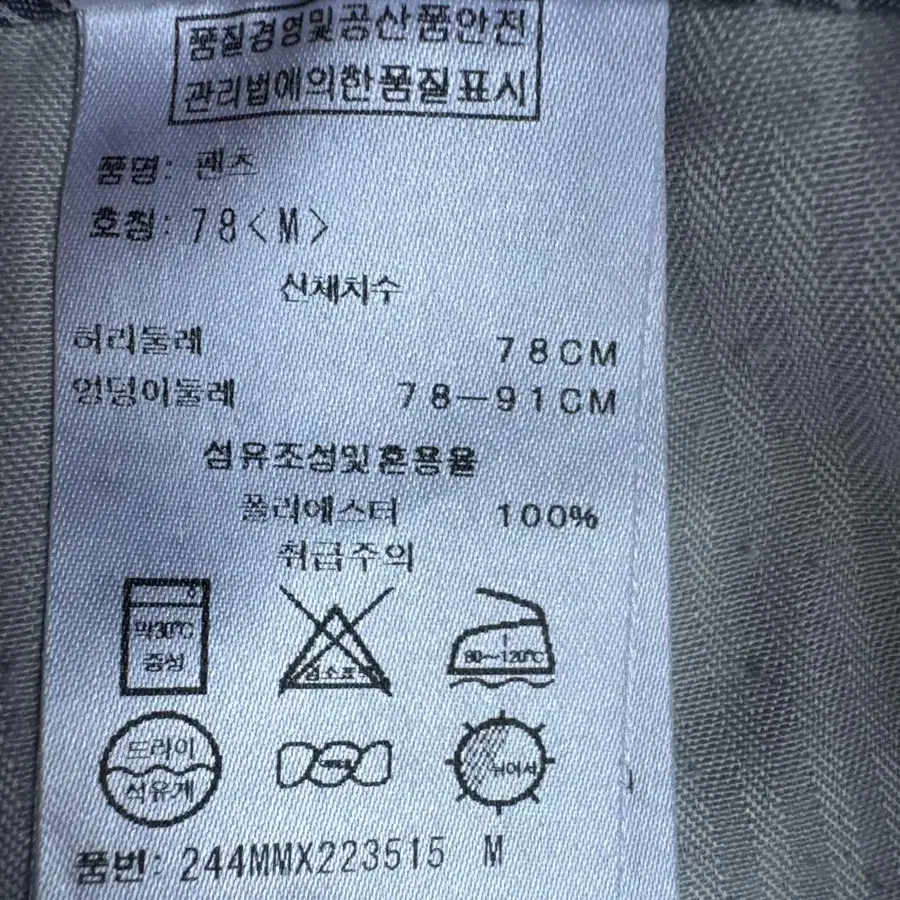 품질경영및공산품안전
관리법에의한품질표시
품명: 팬츠
호칭: 78<M>
신체치수
허리둘레 78CM
엉덩이둘레 78-91CM
섬유조성및혼용율
폴리에스터 100%
취급주의
약30℃
중성
염소표백
80~120℃
드라이
석유계
뉘어서
품번: 244MMX223515 M